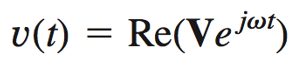 v(t) = Re(Ve^{jωt})